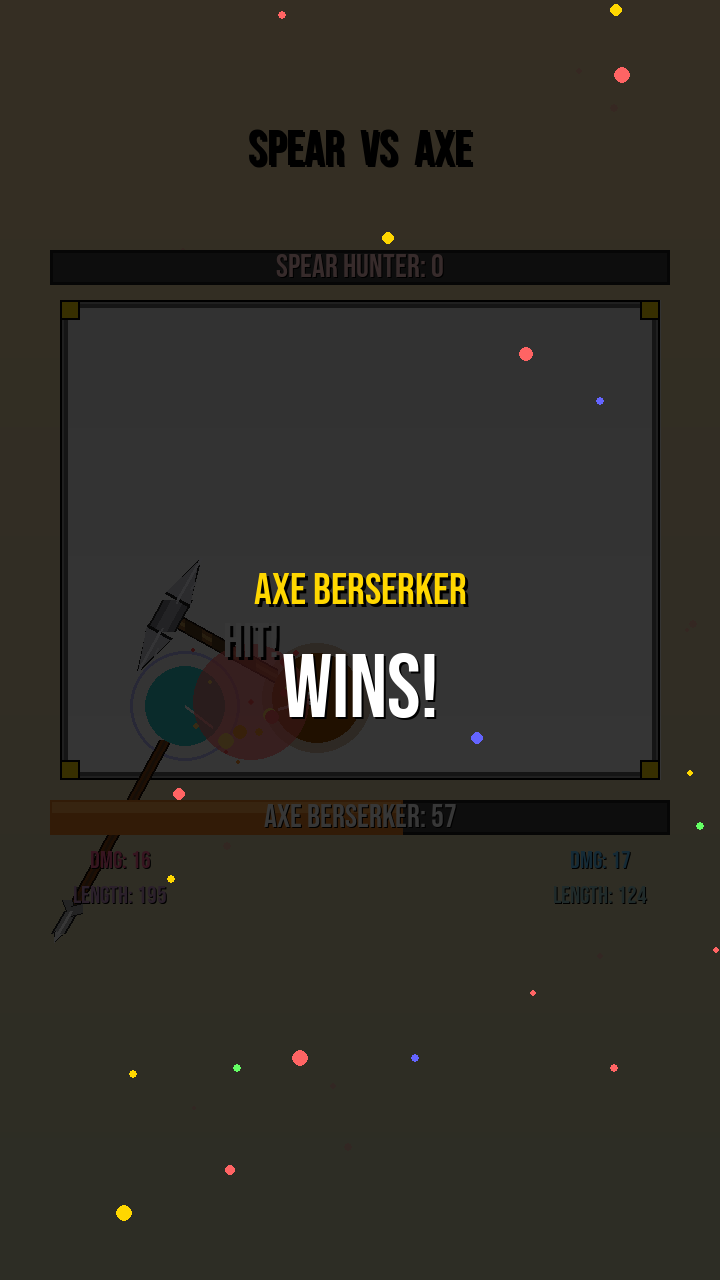 SPEAR VS AXE
SPEAR HUNTER: 0
AXE BERSERKER
HIT!
WINS!
AXE BERSERKER: 57
DMG: 16
DMG: 17
LENGTH: 195
LENGTH: 124